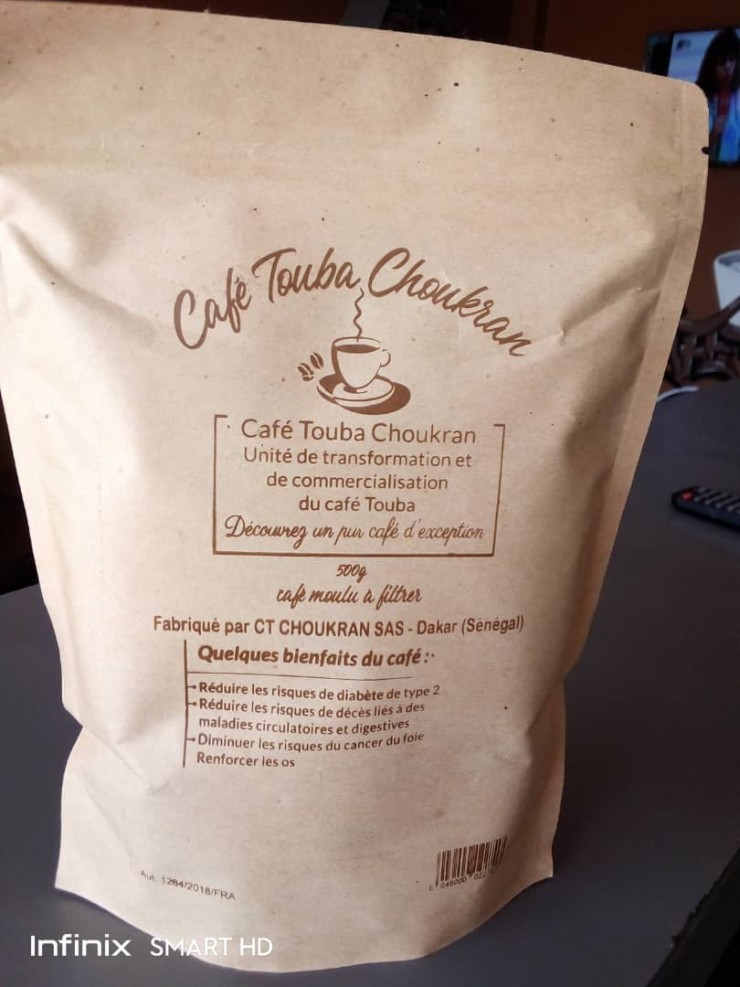 Café Touba Choukran
Café Touba Choukran
Unité de transformation et
de commercialisation
du café Touba
Découvrez un pur café d'exception
500g
café moulu à filtrer
Fabriqué par CT CHOUKRAN SAS - Dakar (Sénégal)
Quelques bienfaits du café :
Réduire les risques de diabète de type 2
Réduire les risques de décès liés à des
maladies circulatoires et digestives
Diminuer les risques du cancer du foie
Renforcer les os
Aut. 1264/2018/FRA
Infinix SMART HD